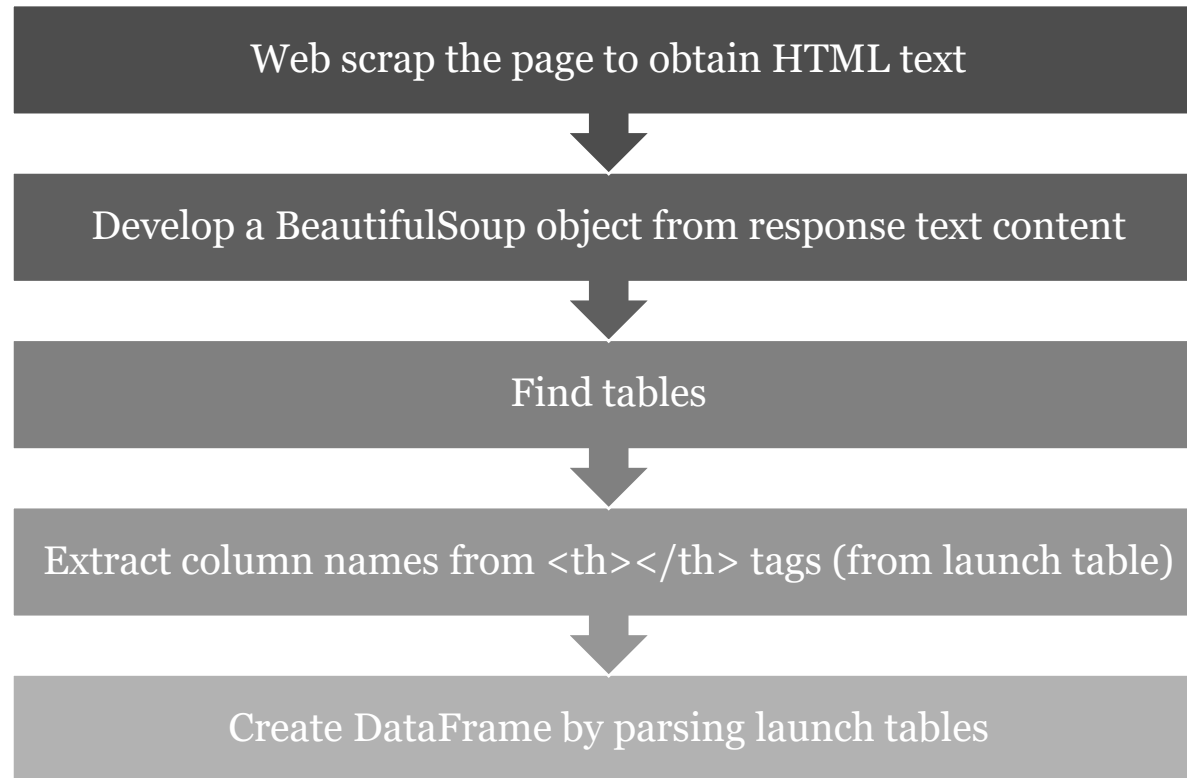 Web scrap the page to obtain HTML text
Develop a BeautifulSoup object from response text content
Find tables
Extract column names from <th></th> tags (from launch table)
Create DataFrame by parsing launch tables